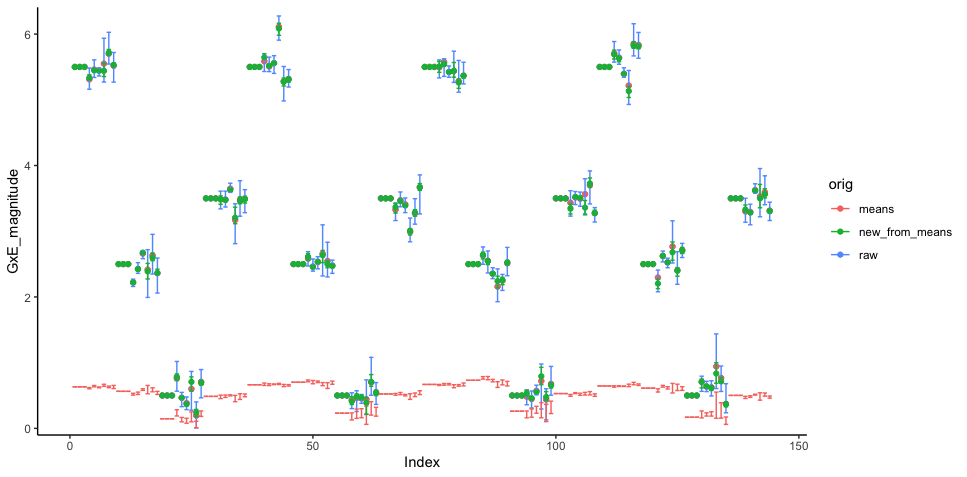 GxE_magnitude
6
4
2
0
0
50
100
150
Index
orig
means
new_from_means
raw